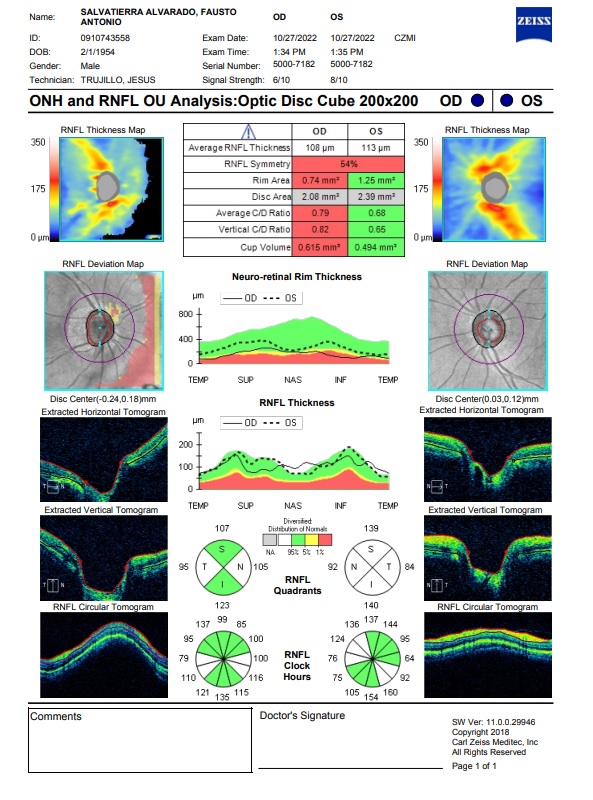 Name: SALVATIERRA ALVARADO, FAUSTO ANTONIO OD OS
ZEISS
ID: 0910743558 Exam Date: 10/27/2022 10/27/2022 CZMI
DOB: 2/1/1954 Exam Time: 1:34 PM 1:35 PM
Gender: Male Serial Number: 5000-7182 5000-7182
Technician: TRUJILLO, JESUS Signal Strength: 6/10 8/10
ONH and RNFL OU Analysis:Optic Disc Cube 200x200 OD OS
RNFL Thickness Map
350
175
0 µm
OD OS
Average RNFL Thickness 108 µm 113 µm
RNFL Symmetry 54%
Rim Area 0.74 mm² 1.25 mm²
Disc Area 2.08 mm² 2.39 mm²
Average C/D Ratio 0.79 0.68
Vertical C/D Ratio 0.82 0.65
Cup Volume 0.615 mm³ 0.494 mm³
RNFL Thickness Map
350
175
0 µm
RNFL Deviation Map
Disc Center(-0.24,0.18)mm
Neuro-retinal Rim Thickness
µm
OD OS
800
400
0
TEMP SUP NAS INF TEMP
RNFL Deviation Map
Disc Center(0.03,0.12)mm
Extracted Horizontal Tomogram
T N
RNFL Thickness
µm
OD OS
200
100
0
TEMP SUP NAS INF TEMP
Extracted Horizontal Tomogram
N T
Extracted Vertical Tomogram
T N
Diversified:
Distribution of Normals
NA 95% 5% 1%
107
S
95 T N 105
I
123
RNFL
Quadrants
139
S
92 N T 84
I
140
Extracted Vertical Tomogram
N T
RNFL Circular Tomogram
99
137 85
95 100
79 100
110 116
121 115
135
RNFL
Clock
Hours
137
136 144
124 95
92 64
75 92
105 160
154
RNFL Circular Tomogram
Comments
Doctor's Signature
SW Ver: 11.0.0.29946
Copyright 2018
Carl Zeiss Meditec, Inc
All Rights Reserved
Page 1 of 1